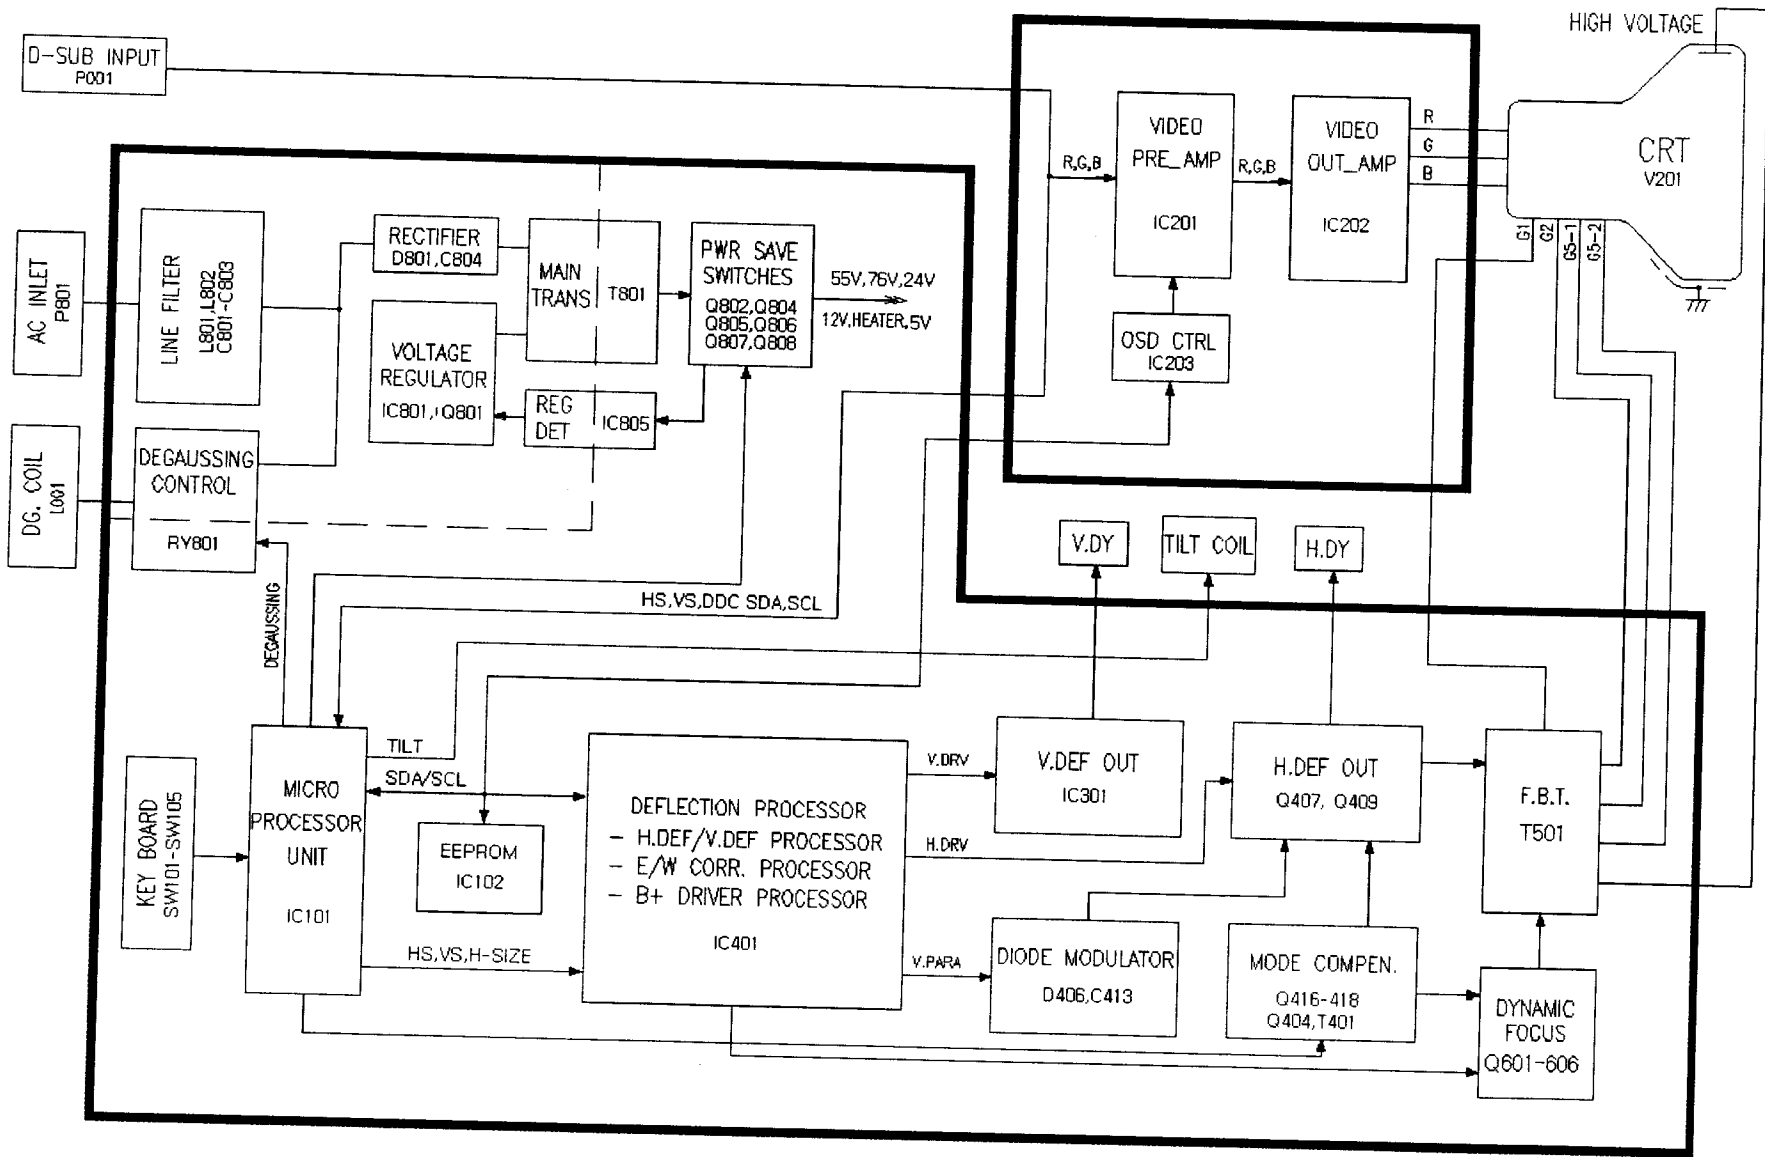 HIGH VOLTAGE
D-SUB INPUT
P001
VIDEO
PRE_AMP
IC201
VIDEO
OUT_AMP
IC202
R,G,B
R,G,B
R
G
B
CRT
V201
G1
G2
G5-1
G5-2
OSD CTRL
IC203
AC INLET
P801
LINE FILTER
L801,L802
C801-C803
RECTIFIER
D801,C804
MAIN
TRANS
T801
PWR SAVE
SWITCHES
Q802,Q804
Q805,Q806
Q807,Q808
55V,76V,24V
12V,HEATER,5V
VOLTAGE
REGULATOR
IC801, Q801
REG
DET
IC805
DG. COIL
L001
DEGAUSSING
CONTROL
RY801
DEGAUSSING
HS,VS,DDC SDA,SCL
V.DY
TILT COIL
H.DY
KEY BOARD
SW101-SW105
MICRO
PROCESSOR
UNIT
IC101
TILT
SDA/SCL
EEPROM
IC102
HS,VS,H-SIZE
DEFLECTION PROCESSOR
- H.DEF/V.DEF PROCESSOR
- E/W CORR. PROCESSOR
- B+ DRIVER PROCESSOR
IC401
V.DRV
H.DRV
V.PARA
V.DEF OUT
IC301
H.DEF OUT
Q407, Q409
F.B.T.
T501
DIODE MODULATOR
D406,C413
MODE COMPEN.
Q416-418
Q404,T401
DYNAMIC
FOCUS
Q601-606